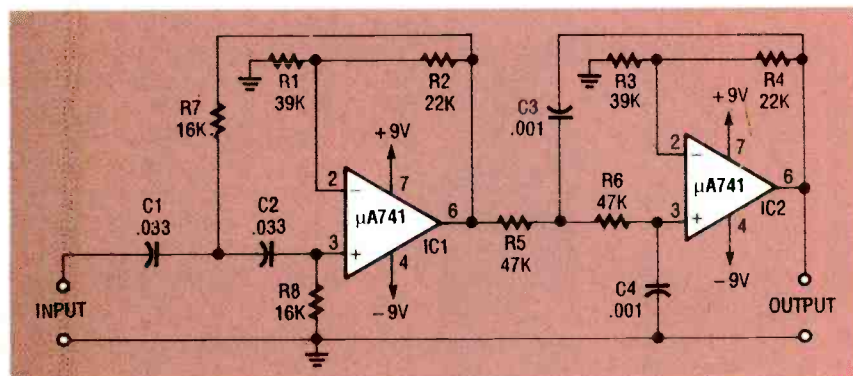 R1
39K
R2
22K
R3
39K
R4
22K
R7
16K
C3
.001
+9V
+9V
2
−
7
μA741
6
3
+
4
IC1
−9V
C1
.033
C2
.033
R8
16K
R5
47K
R6
47K
2
−
7
μA741
6
3
+
4
IC2
−9V
C4
.001
INPUT
OUTPUT